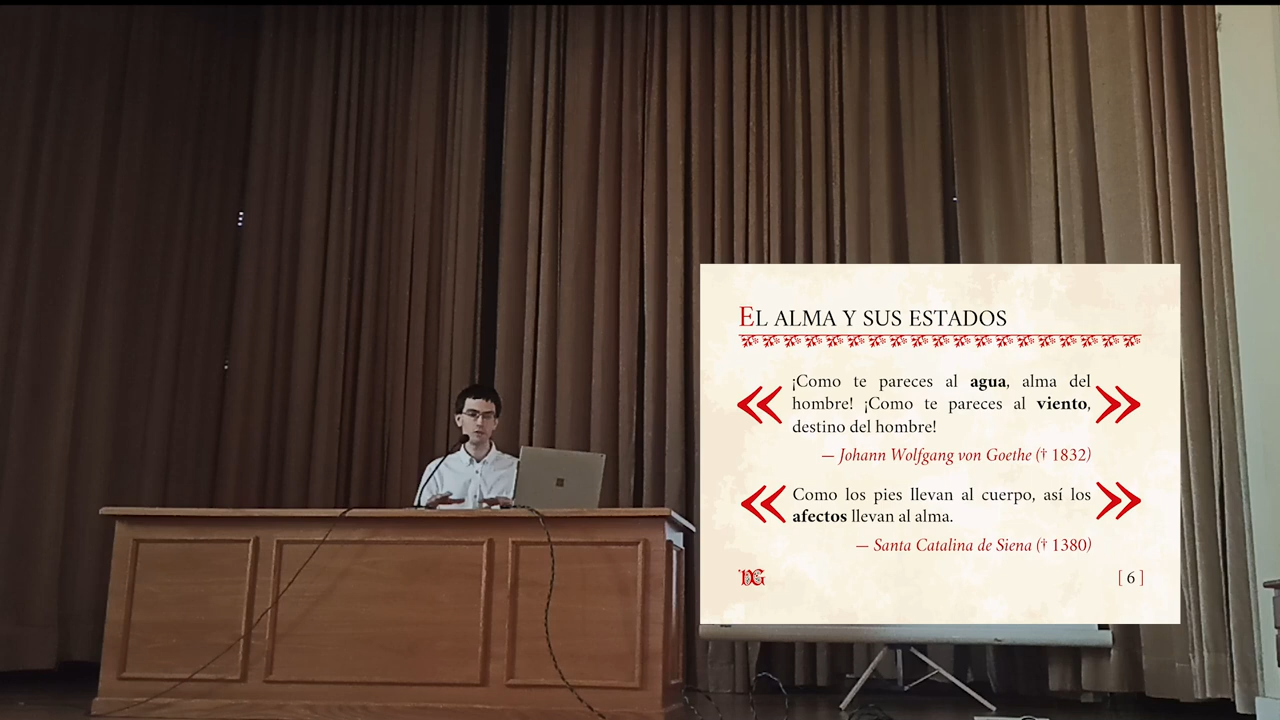 El alma y sus estados
¡Como te pareces al agua, alma del
hombre! ¡Como te pareces al viento,
destino del hombre!
— Johann Wolfgang von Goethe († 1832)
Como los pies llevan al cuerpo, así los
afectos llevan al alma.
— Santa Catalina de Siena († 1380)
DG
[ 6 ]